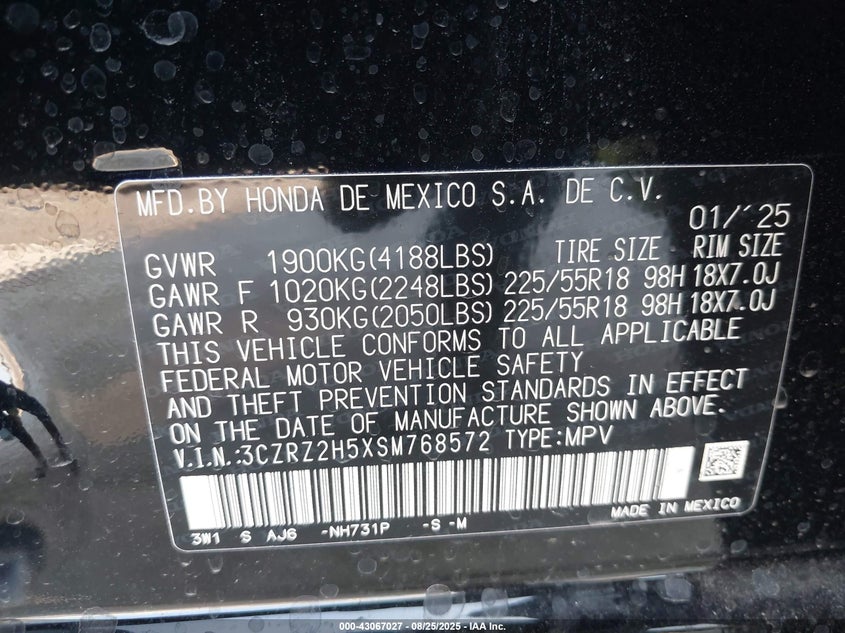 MFD.BY HONDA DE MEXICO S.A. DE C.V.
01/´25
GVWR 1900KG(4188LBS) TIRE SIZE RIM SIZE
GAWR F 1020KG(2248LBS) 225/55R18 98H 18X7.0J
GAWR R 930KG(2050LBS) 225/55R18 98H 18X7.0J
THIS VEHICLE CONFORMS TO ALL APPLICABLE
FEDERAL MOTOR VEHICLE SAFETY
AND THEFT PREVENTION STANDARDS IN EFFECT
ON THE DATE OF MANUFACTURE SHOWN ABOVE.
V.I.N.:3CZRZ2H5XSM768572 TYPE:MPV
MADE IN MEXICO
3W1 S AJ6 -NH731P -S -M
000-43067027 - 08/25/2025 - IAA Inc.